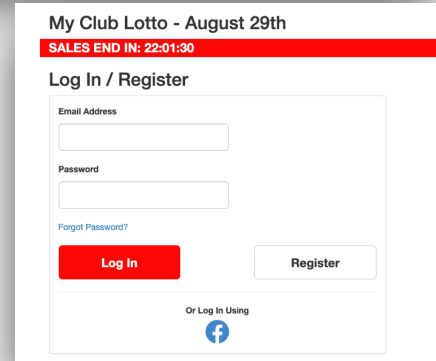 My Club Lotto - August 29th
SALES END IN: 22:01:30
Log In / Register
Email Address
Password
Forgot Password?
Log In
Register
Or Log In Using